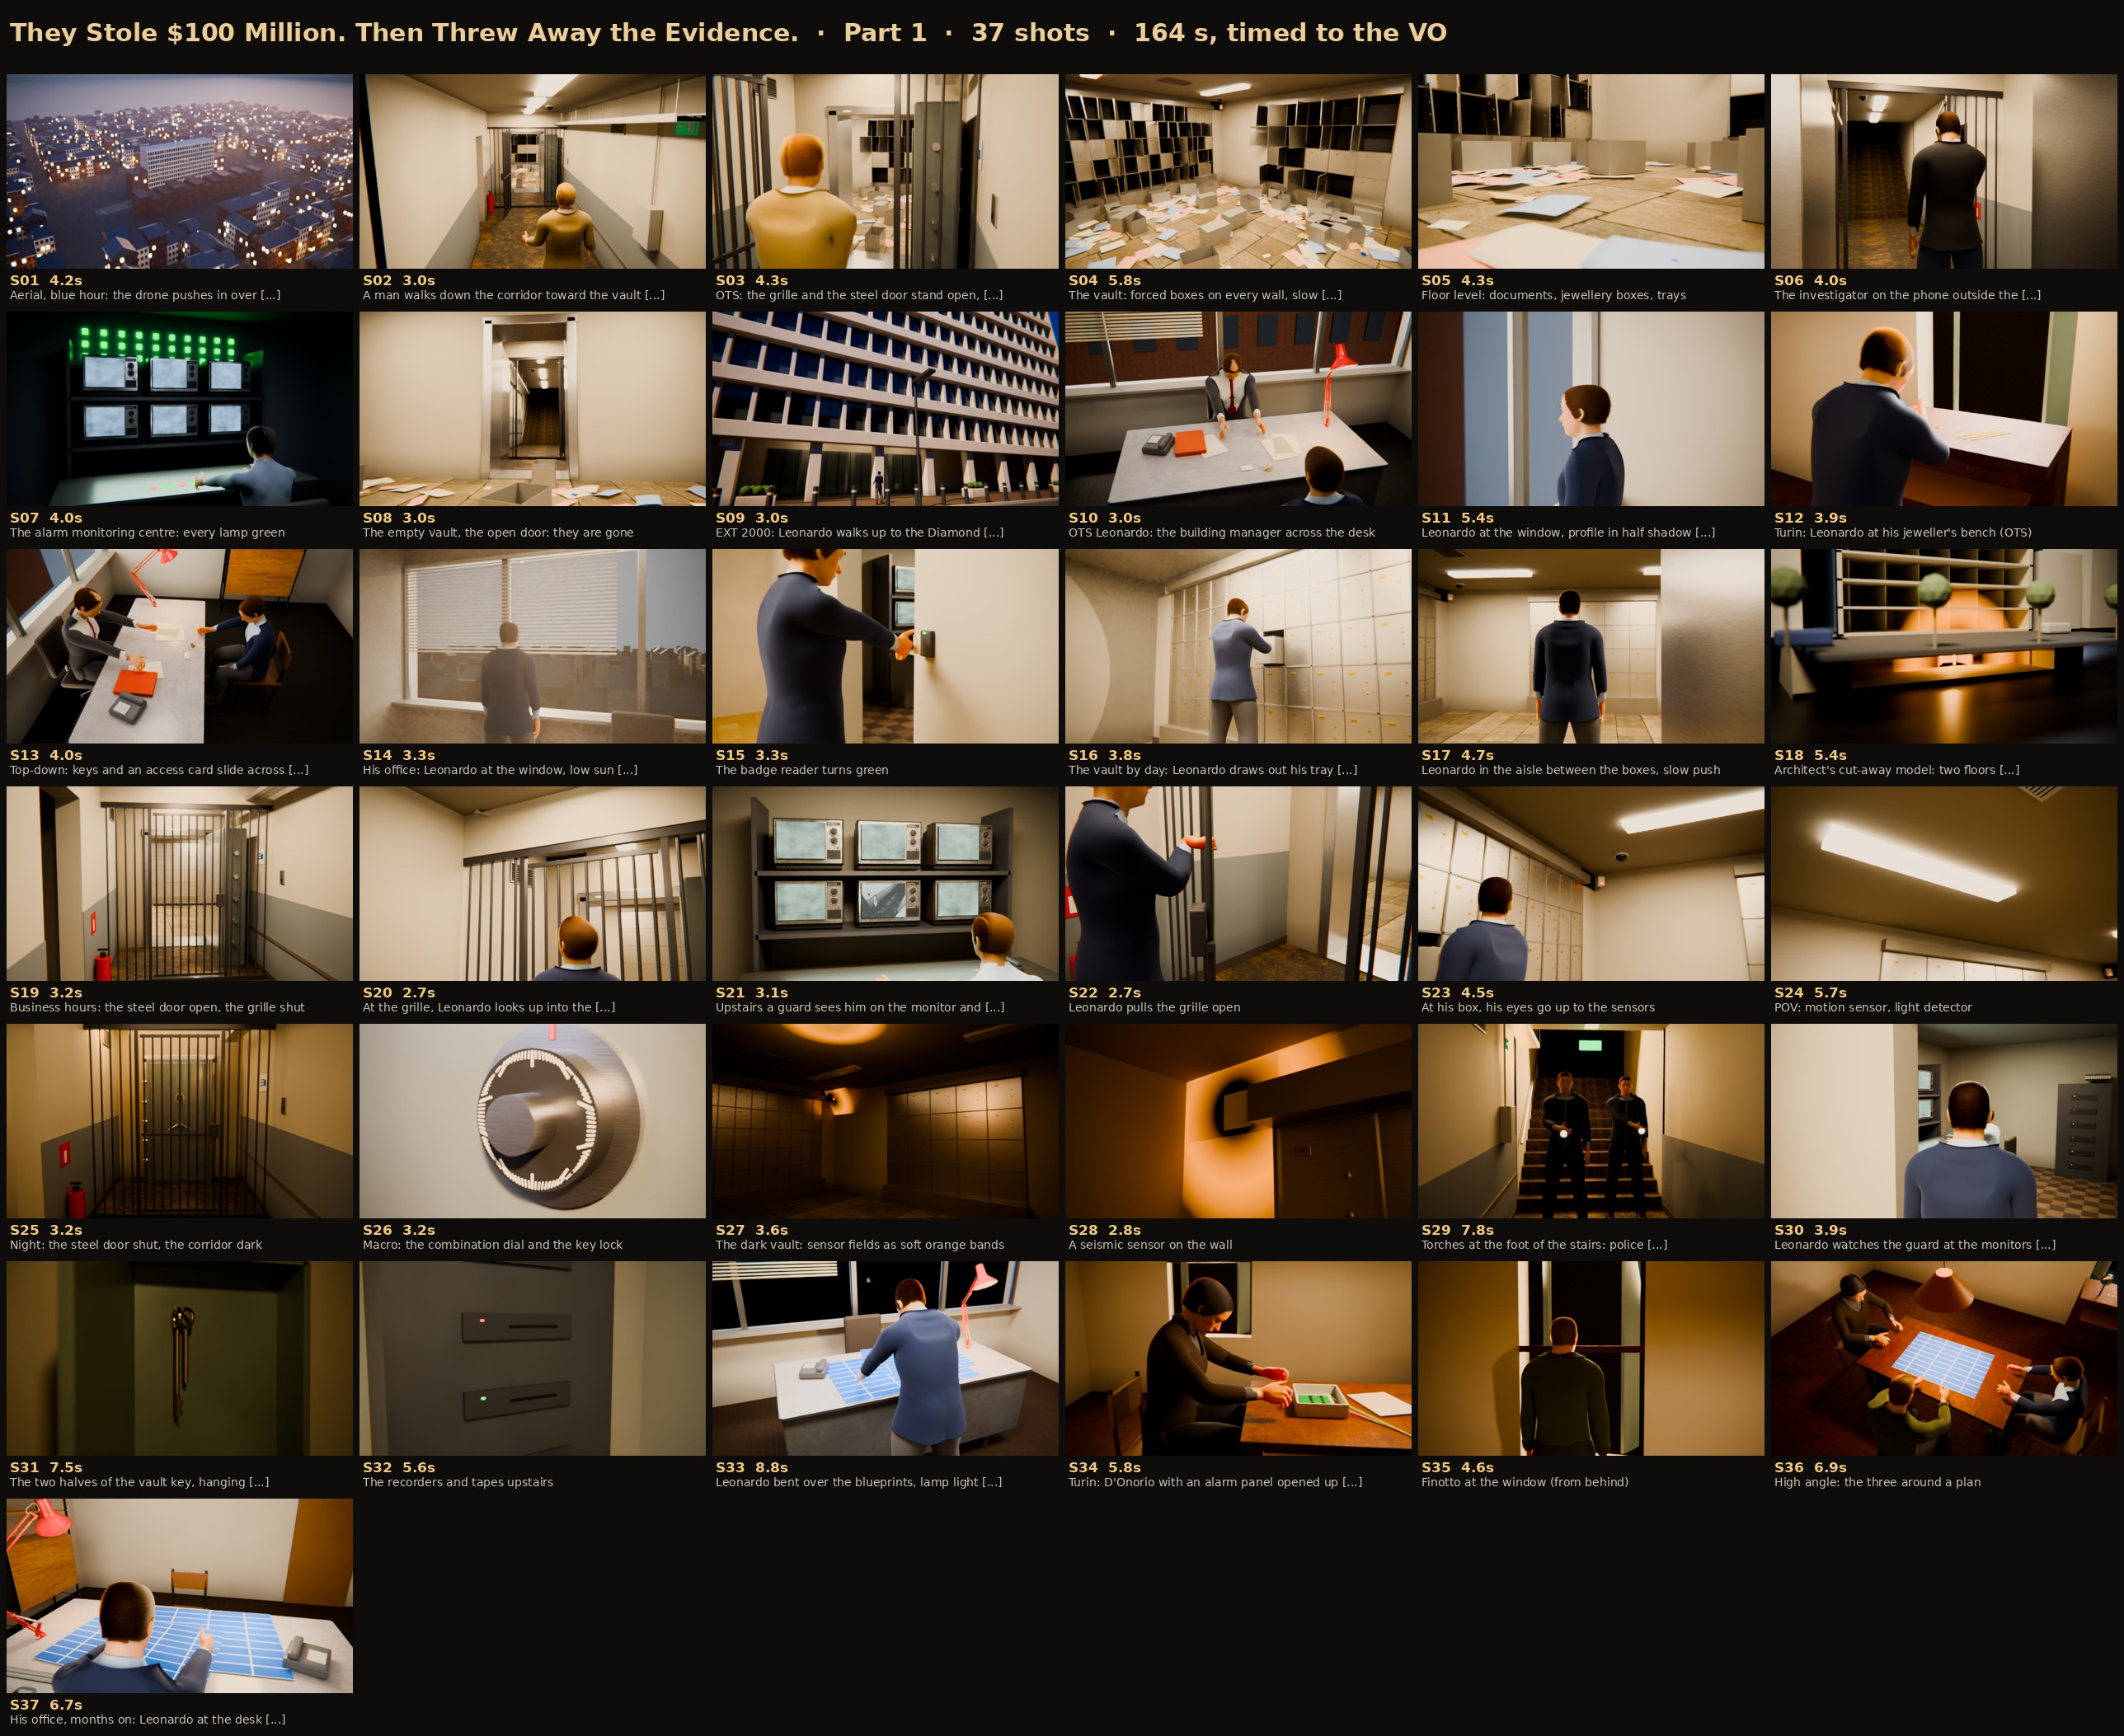 They Stole $100 Million. Then Threw Away the Evidence. · Part 1 · 37 shots · 164 s, timed to the VO
S01 4.2s
Aerial, blue hour: the drone pushes in over [...]
S02 3.0s
A man walks down the corridor toward the vault [...]
S03 4.3s
OTS: the grille and the steel door stand open, [...]
S04 5.8s
The vault: forced boxes on every wall, slow [...]
S05 4.3s
Floor level: documents, jewellery boxes, trays
S06 4.0s
The investigator on the phone outside the [...]
S07 4.0s
The alarm monitoring centre: every lamp green
S08 3.0s
The empty vault, the open door: they are gone
S09 3.0s
EXT 2000: Leonardo walks up to the Diamond [...]
S10 3.0s
OTS Leonardo: the building manager across the desk
S11 5.4s
Leonardo at the window, profile in half shadow [...]
S12 3.9s
Turin: Leonardo at his jeweller's bench (OTS)
S13 4.0s
Top-down: keys and an access card slide across [...]
S14 3.3s
His office: Leonardo at the window, low sun [...]
S15 3.3s
The badge reader turns green
S16 3.8s
The vault by day: Leonardo draws out his tray [...]
S17 4.7s
Leonardo in the aisle between the boxes, slow push
S18 5.4s
Architect's cut-away model: two floors [...]
S19 3.2s
Business hours: the steel door open, the grille shut
S20 2.7s
At the grille, Leonardo looks up into the [...]
S21 3.1s
Upstairs a guard sees him on the monitor and [...]
S22 2.7s
Leonardo pulls the grille open
S23 4.5s
At his box, his eyes go up to the sensors
S24 5.7s
POV: motion sensor, light detector
S25 3.2s
Night: the steel door shut, the corridor dark
S26 3.2s
Macro: the combination dial and the key lock
S27 3.6s
The dark vault: sensor fields as soft orange bands
S28 2.8s
A seismic sensor on the wall
S29 7.8s
Torches at the foot of the stairs: police [...]
S30 3.9s
Leonardo watches the guard at the monitors [...]
S31 7.5s
The two halves of the vault key, hanging [...]
S32 5.6s
The recorders and tapes upstairs
S33 8.8s
Leonardo bent over the blueprints, lamp light [...]
S34 5.8s
Turin: D'Onorio with an alarm panel opened up [...]
S35 4.6s
Finotto at the window (from behind)
S36 6.9s
High angle: the three around a plan
S37 6.7s
His office, months on: Leonardo at the desk [...]